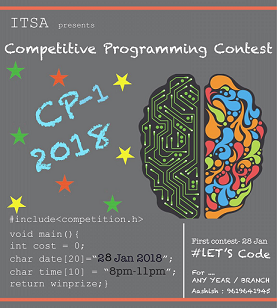 ITSA presents
Competitive Programming Contest
CP-1
2018
#include<competition.h>
void main(){
int cost = 0;
char date[20]="28 Jan 2018";
char time[10] = "8pm-11pm";
return winprize;}
First contest- 28 Jan
#LET'S Code
For ....
ANY YEAR / BRANCH
Aashish : 9619641945